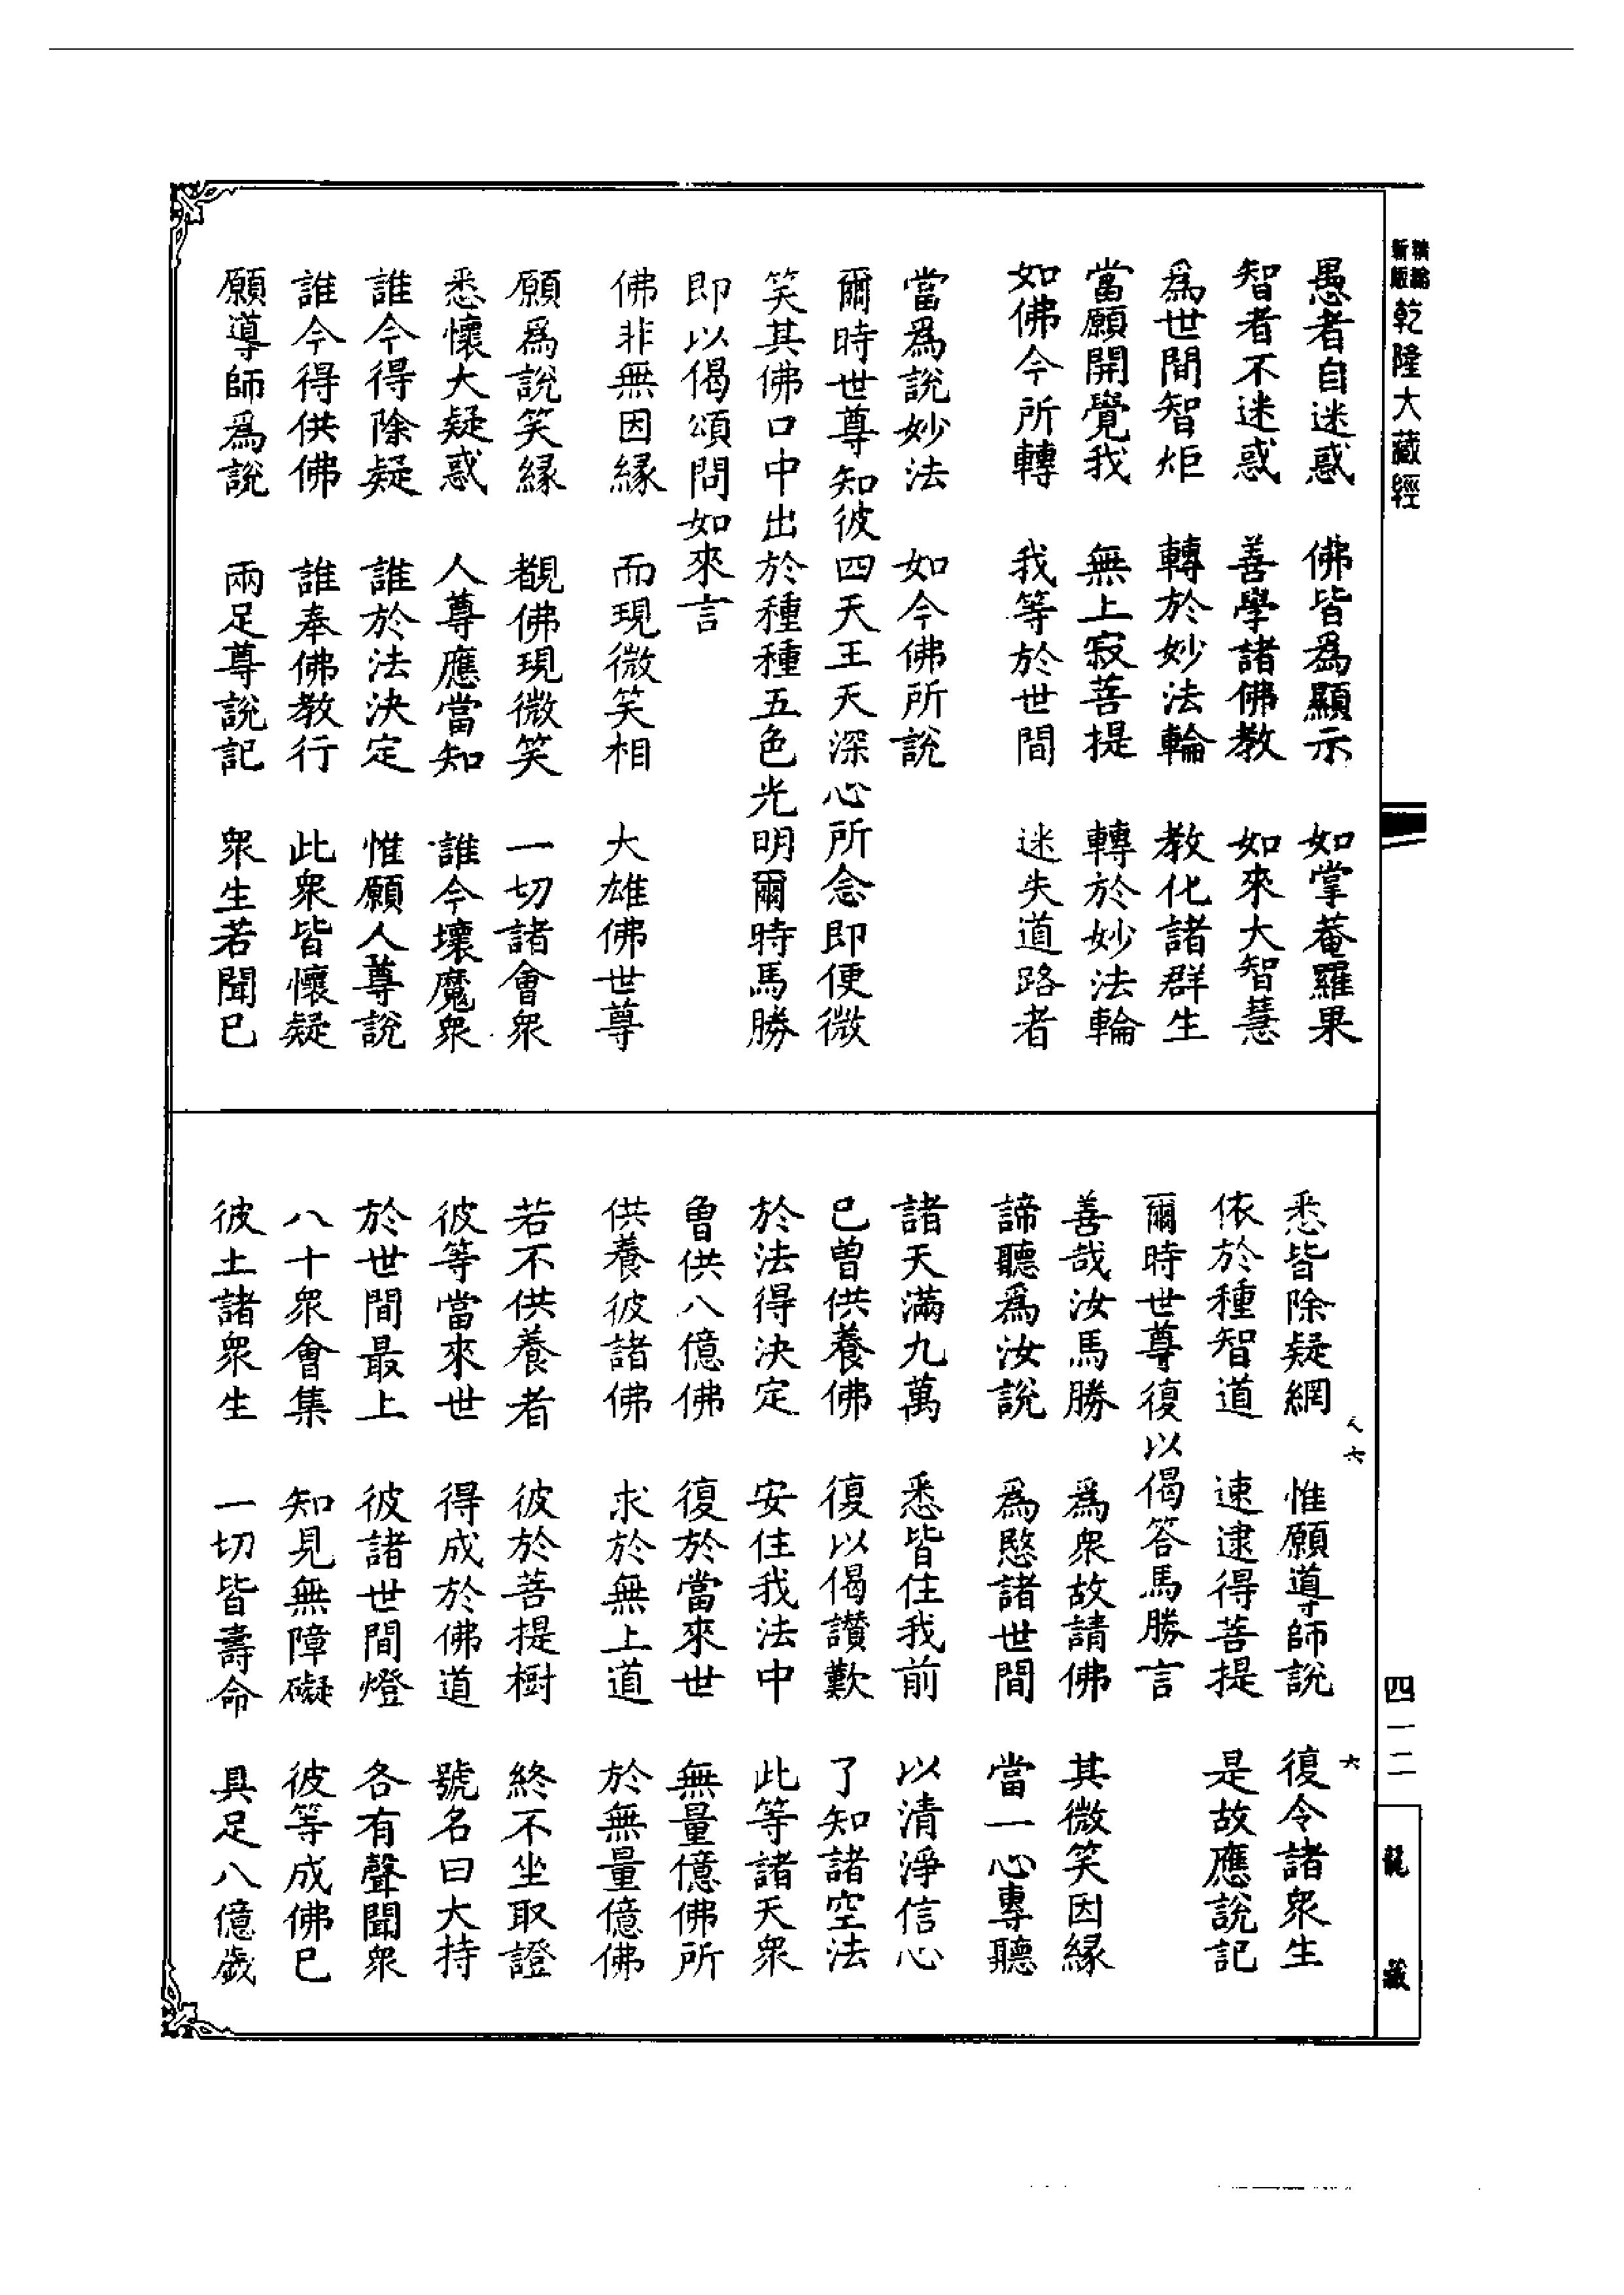 新版
精縮
乾隆大藏經
愚者自迷惑　佛皆爲顯示　如掌菴羅果
智者不迷惑　善學諸佛教　如來大智慧
爲世間智炬　轉於妙法輪　教化諸群生
當願開覺我　無上寂菩提　轉於妙法輪
如佛今所轉　我等於世間　迷失道路者
當爲說妙法　如今佛所說
爾時世尊知彼四天王天深心所念即便微
笑其佛口中出於種種五色光明爾時馬勝
即以偈頌問如來言
佛非無因緣　而現微笑相　大雄佛世尊
願爲說笑緣　覩佛現微笑　一切諸會衆
悉懷大疑惑　人尊應當知　誰今壞魔衆
誰今得除疑　誰於法決定　惟願人尊說
誰今得供佛　誰奉佛教行　此衆皆懷疑
願導師爲說　兩足尊說記　衆生若聞已
悉皆除疑網　惟願導師說　復令諸衆生
依於種智道　速逮得菩提　是故應說記
爾時世尊復以偈答馬勝言
善哉汝馬勝　爲衆故請佛　其微笑因緣
諦聽爲汝說　爲愍諸世間　當一心專聽
諸天滿九萬　悉皆住我前　以清淨信心
已曾供養佛　復以偈讚歎　了知諸空法
於法得決定　安住我法中　此等諸天衆
曾供八億佛　復於當來世　無量億佛所
供養彼諸佛　求於無上道　於無量億佛
若不供養者　彼於菩提樹　終不坐取證
彼等當來世　得成於佛道　號名曰大持
於世間最上　彼諸世間燈　各有聲聞衆
八十衆會集　知見無障礙　彼等成佛已
彼土諸衆生　一切皆壽命　具足八億歲
六
四一二
龍藏